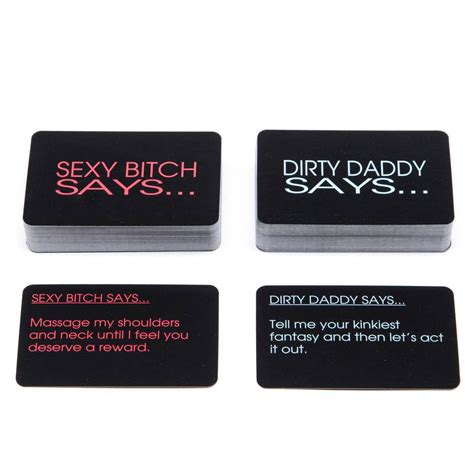 SEXY BITCH
SAYS...
DIRTY DADDY
SAYS...
SEXY BITCH SAYS...
Massage my shoulders
and neck until I feel you
deserve a reward.
DIRTY DADDY SAYS...
Tell me your kinkiest
fantasy and then let's act
it out.